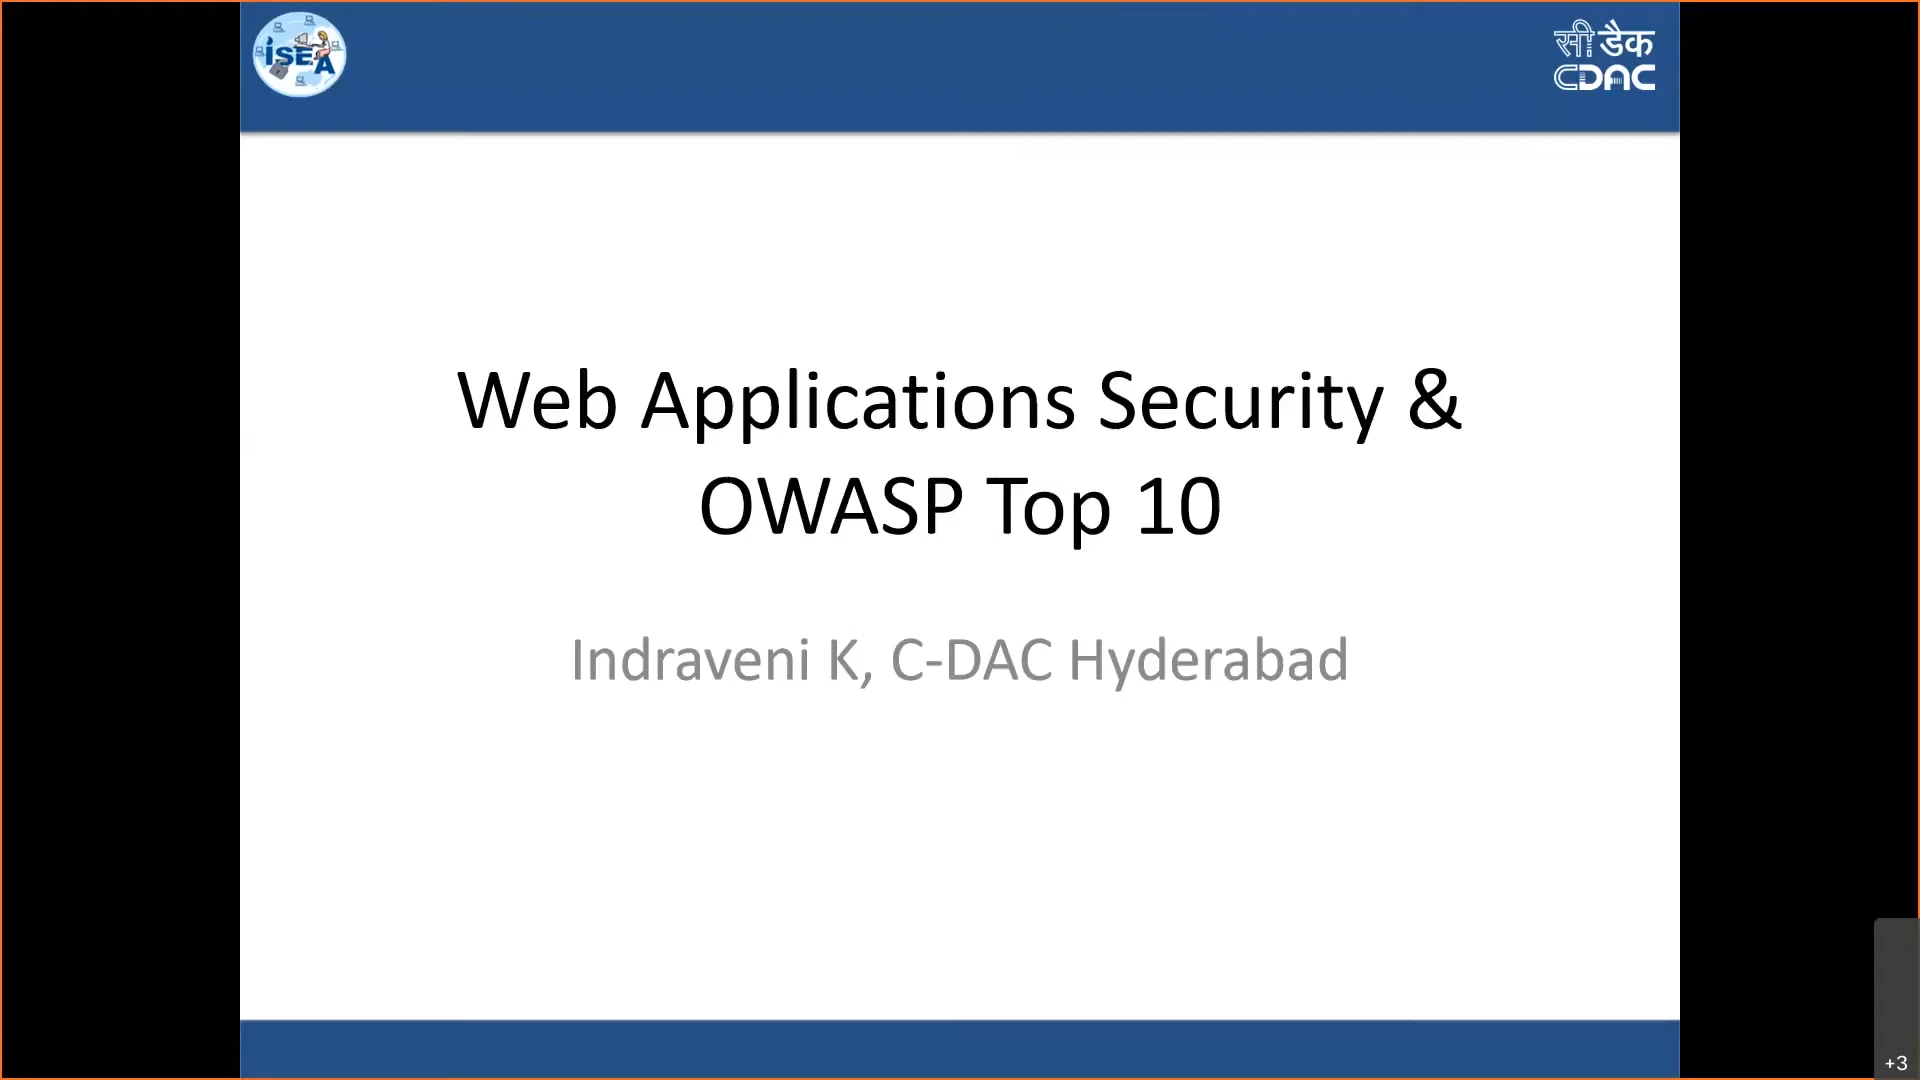 ISEA
सी डैक
CDAC
Web Applications Security &
OWASP Top 10
Indraveni K, C-DAC Hyderabad
+3